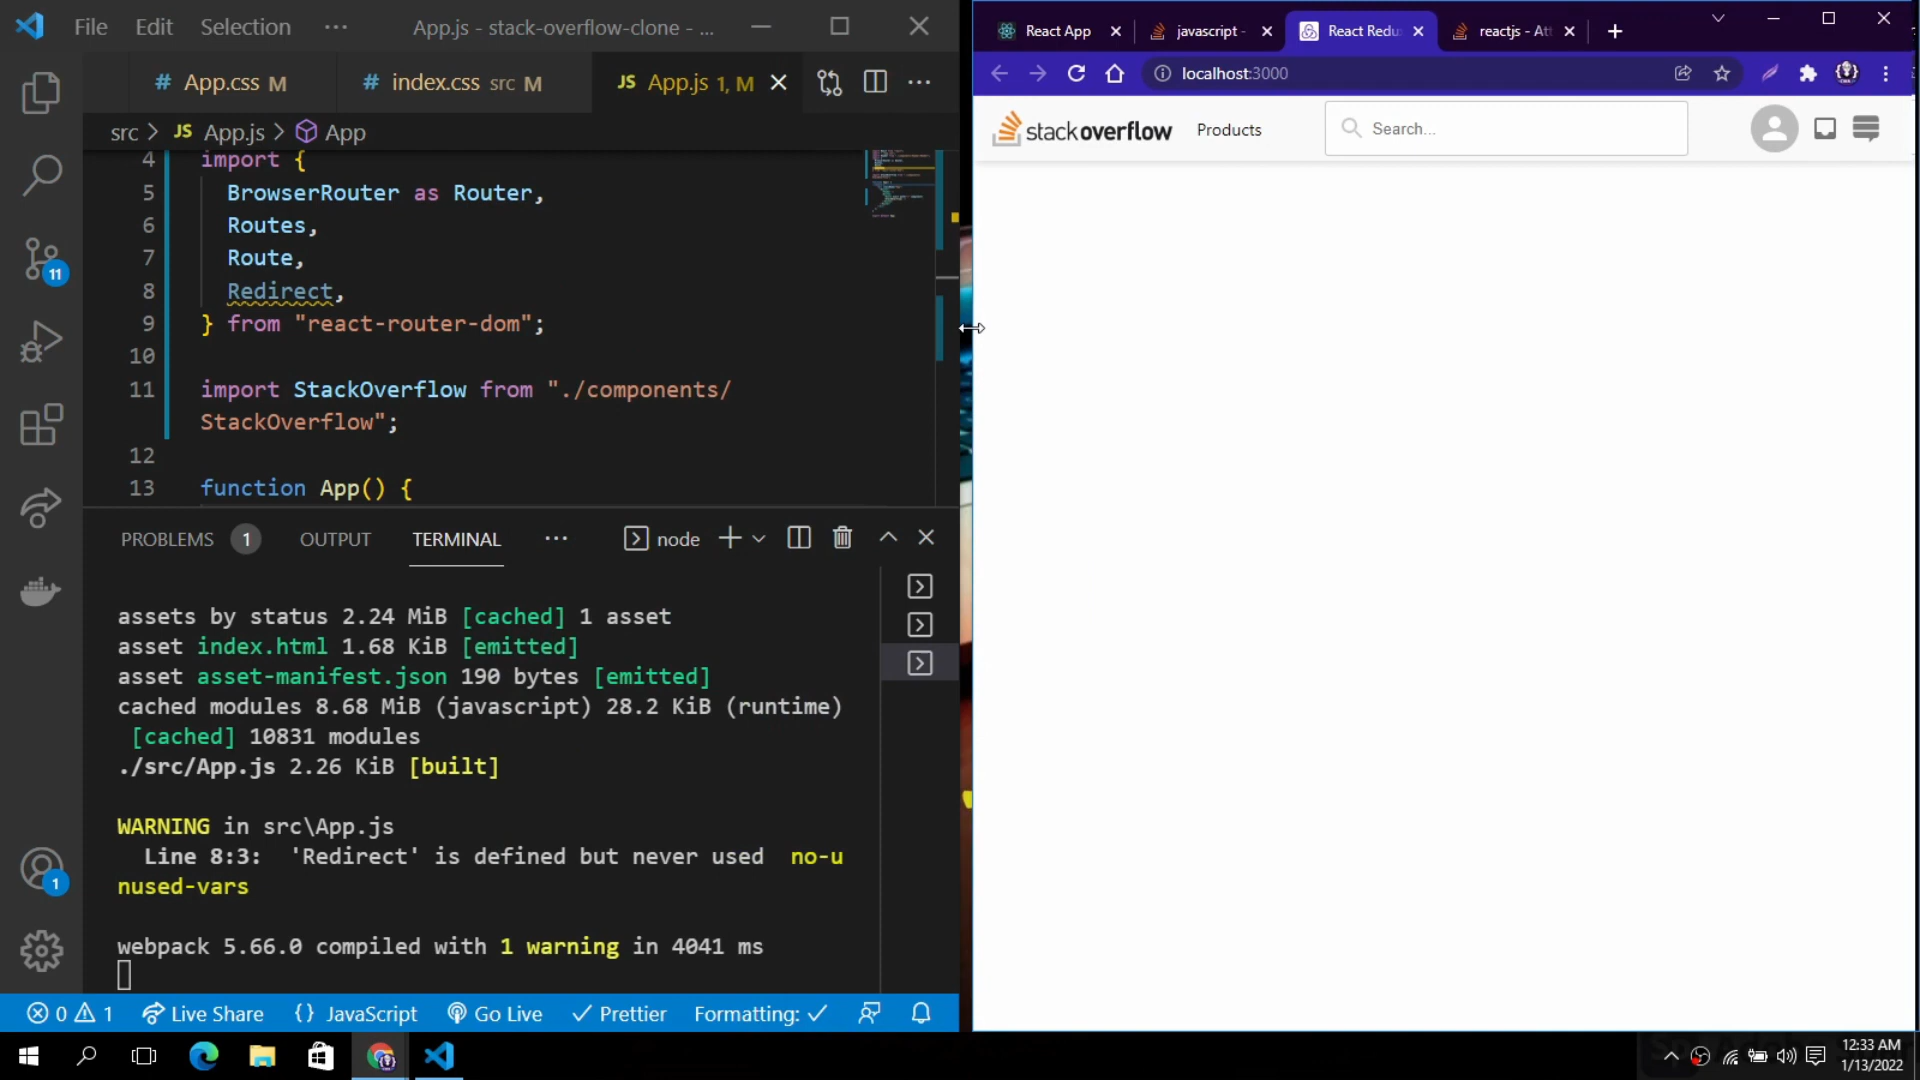 File Edit Selection ··· App.js - stack-overflow-clone - ...
# App.css M # index.css src M JS App.js 1, M
src > JS App.js > App
4 import {
5 BrowserRouter as Router,
6 Routes,
7 Route,
8 Redirect,
9 } from "react-router-dom";
10
11 import StackOverflow from "./components/
StackOverflow";
12
13 function App() {
11
1
PROBLEMS 1 OUTPUT TERMINAL ··· node
assets by status 2.24 MiB [cached] 1 asset
asset index.html 1.68 KiB [emitted]
asset asset-manifest.json 190 bytes [emitted]
cached modules 8.68 MiB (javascript) 28.2 KiB (runtime)
[cached] 10831 modules
./src/App.js 2.26 KiB [built]
WARNING in src\App.js
Line 8:3: 'Redirect' is defined but never used no-u
nused-vars
webpack 5.66.0 compiled with 1 warning in 4041 ms
0 1 Live Share {} JavaScript Go Live Prettier Formatting:
React App javascript - React Redu reactjs - Att
localhost:3000
stackoverflow Products Search...
12:33 AM
1/13/2022